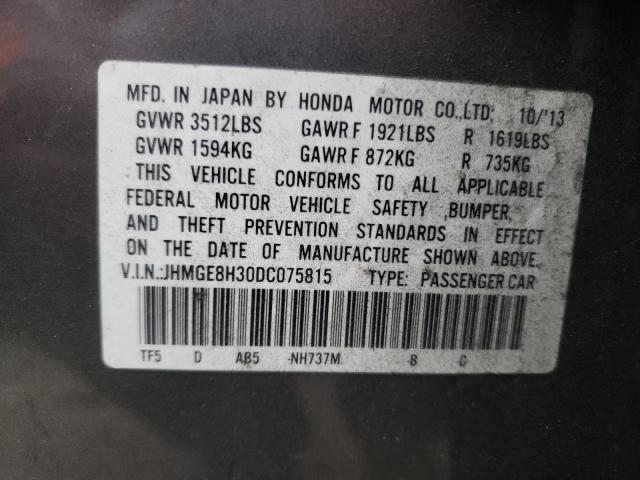 MFD. IN JAPAN BY HONDA MOTOR CO.,LTD; 10/'13
GVWR 3512LBS GAWR F 1921LBS R 1619LBS
GVWR 1594KG GAWR F 872KG R 735KG
THIS VEHICLE CONFORMS TO ALL APPLICABLE
FEDERAL MOTOR VEHICLE SAFETY ,BUMPER,
AND THEFT PREVENTION STANDARDS IN EFFECT
ON THE DATE OF MANUFACTURE SHOWN ABOVE.
V.I.N.:JHMGE8H30DC075815 TYPE: PASSENGER CAR
TF5 D AB5 -NH737M -B -C